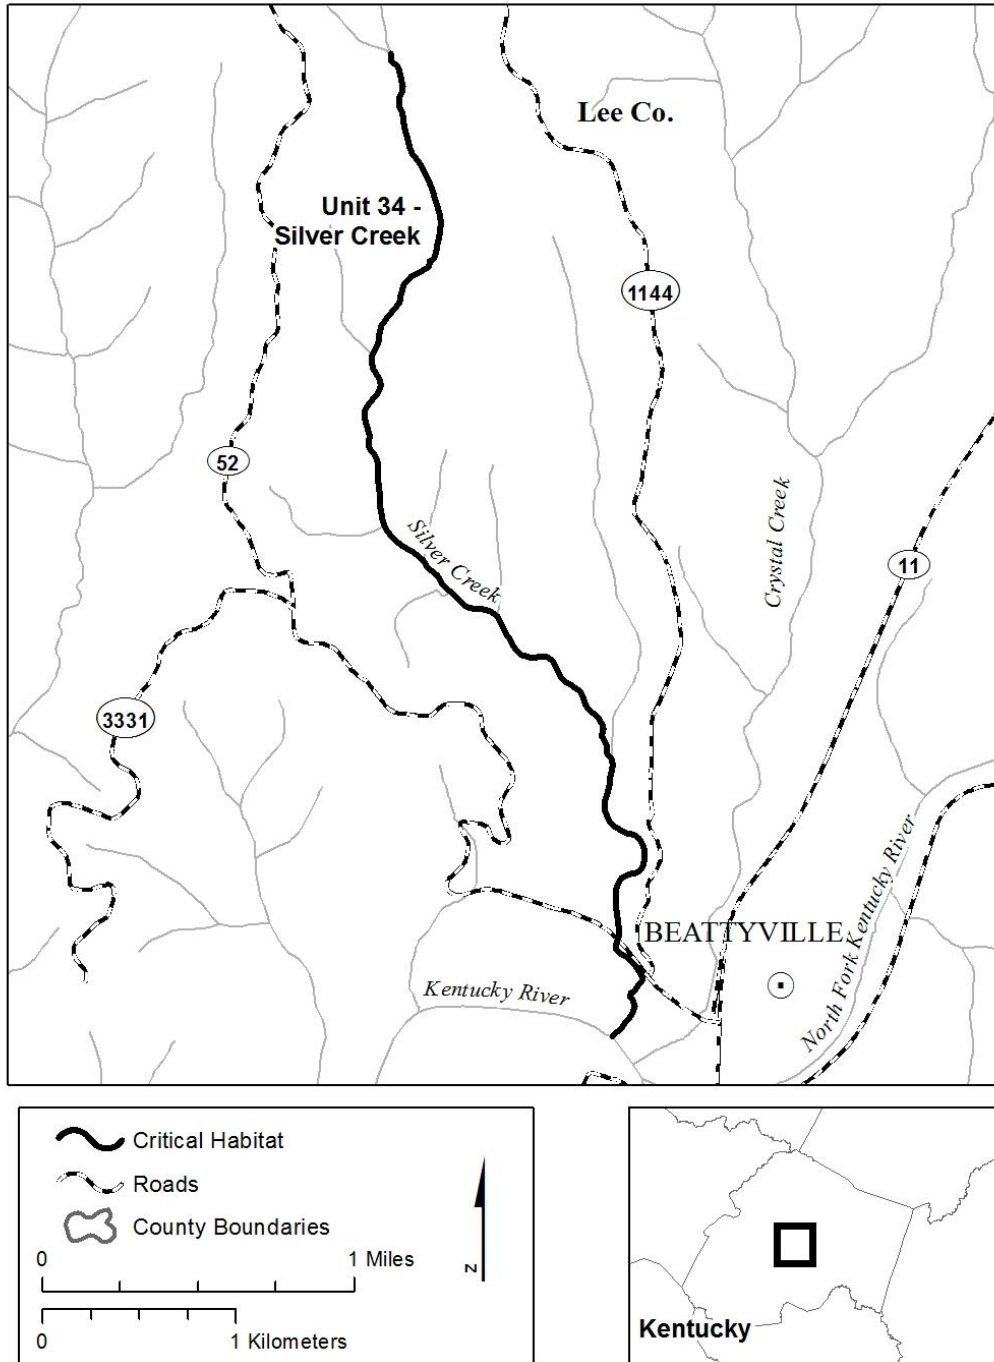 Lee Co.
Unit 34 -
Silver Creek
1144
52
Silver Creek
Crystal Creek
11
3331
BEATTYVILLE
North Fork Kentucky River
Kentucky River
Critical Habitat
Roads
County Boundaries
0 1 Miles
0 1 Kilometers
N
Kentucky